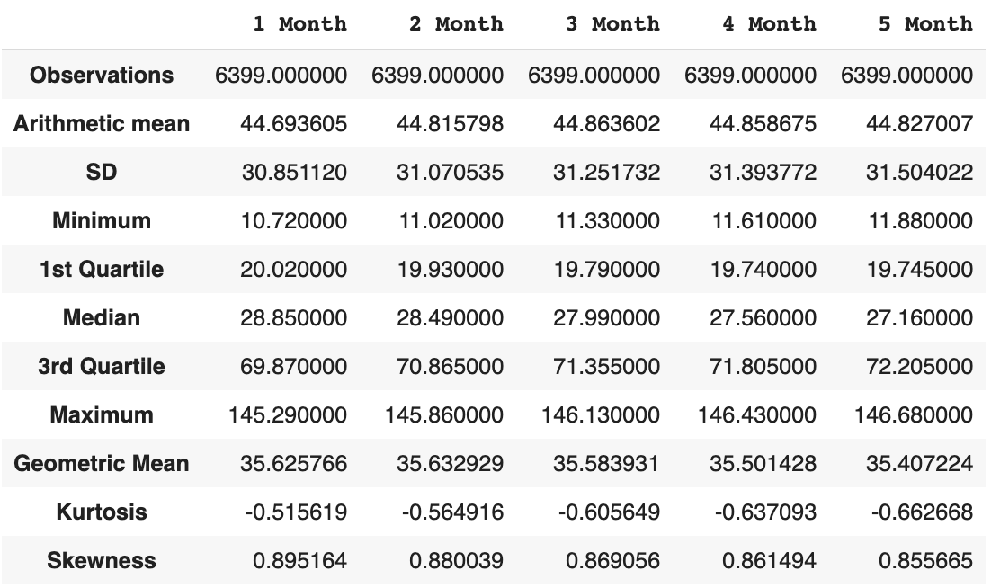 1 Month 2 Month 3 Month 4 Month 5 Month
Observations 6399.000000 6399.000000 6399.000000 6399.000000 6399.000000
Arithmetic mean 44.693605 44.815798 44.863602 44.858675 44.827007
SD 30.851120 31.070535 31.251732 31.393772 31.504022
Minimum 10.720000 11.020000 11.330000 11.610000 11.880000
1st Quartile 20.020000 19.930000 19.790000 19.740000 19.745000
Median 28.850000 28.490000 27.990000 27.560000 27.160000
3rd Quartile 69.870000 70.865000 71.355000 71.805000 72.205000
Maximum 145.290000 145.860000 146.130000 146.430000 146.680000
Geometric Mean 35.625766 35.632929 35.583931 35.501428 35.407224
Kurtosis -0.515619 -0.564916 -0.605649 -0.637093 -0.662668
Skewness 0.895164 0.880039 0.869056 0.861494 0.855665